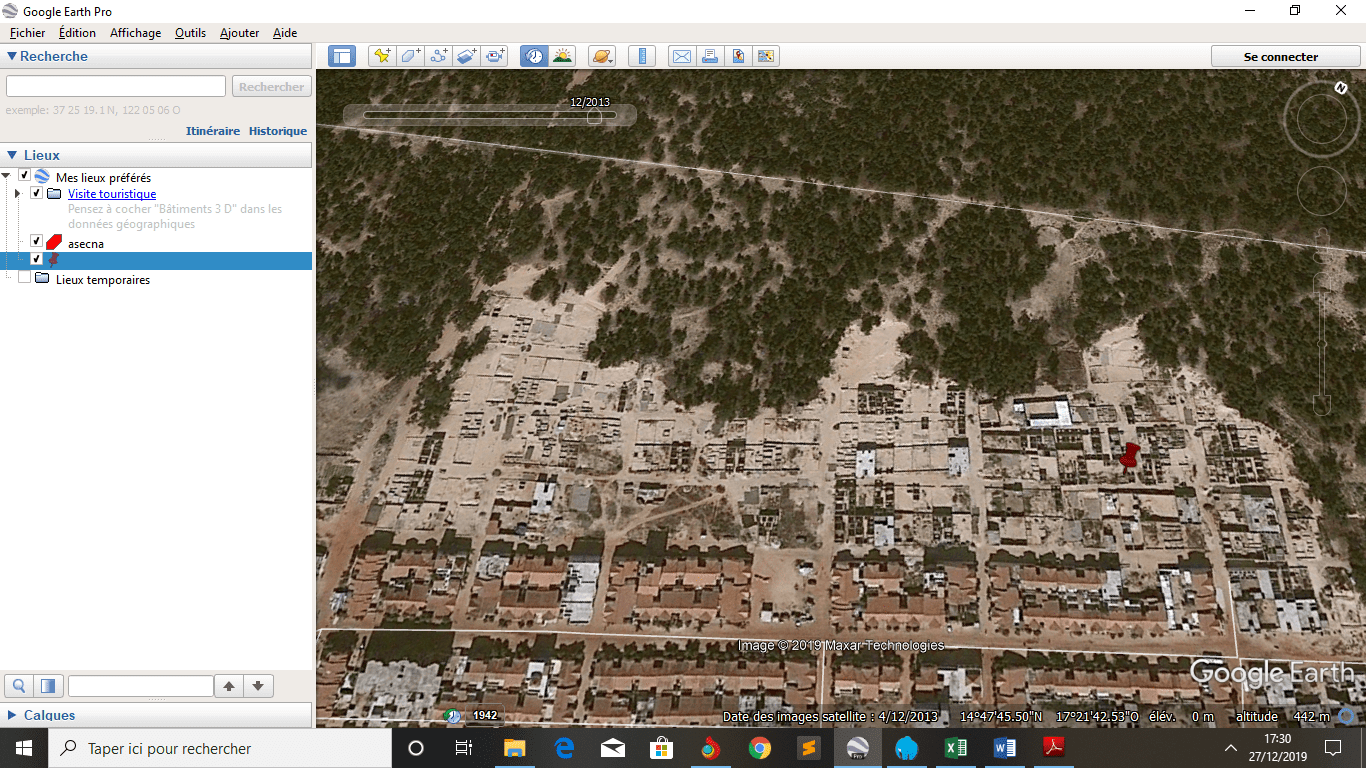 Google Earth Pro
Fichier Édition Affichage Outils Ajouter Aide
Recherche
Rechercher
exemple: 37 25 19.1 N, 122 05 06 O
Itinéraire Historique
Lieux
Mes lieux préférés
Visite touristique
Pensez à cocher "Bâtiments 3 D" dans les
données géographiques
asecna
Lieux temporaires
Calques
Se connecter
12/2013
N
Image © 2019 Maxar Technologies
Google Earth
1942
Date des images satellite : 4/12/2013 14°47'45.50"N 17°21'42.53"O élév. 0 m altitude 442 m
Taper ici pour rechercher
17:30
27/12/2019